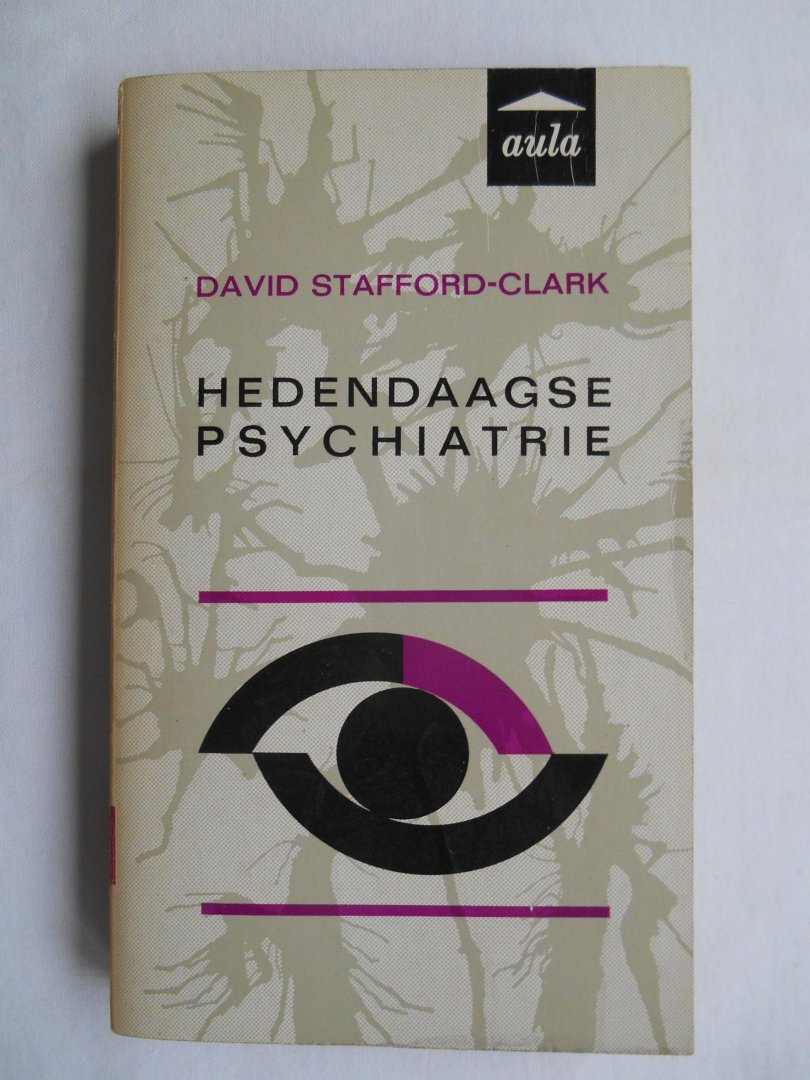 aula
DAVID STAFFORD-CLARK
HEDENDAAGSE
PSYCHIATRIE